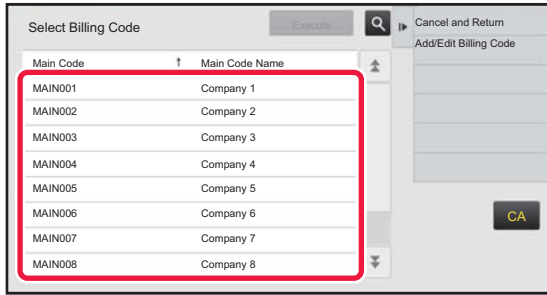 Select Billing Code
Execute
Cancel and Return
Add/Edit Billing Code
Main Code Main Code Name
MAIN001 Company 1
MAIN002 Company 2
MAIN003 Company 3
MAIN004 Company 4
MAIN005 Company 5
MAIN006 Company 6
MAIN007 Company 7
MAIN008 Company 8
CA